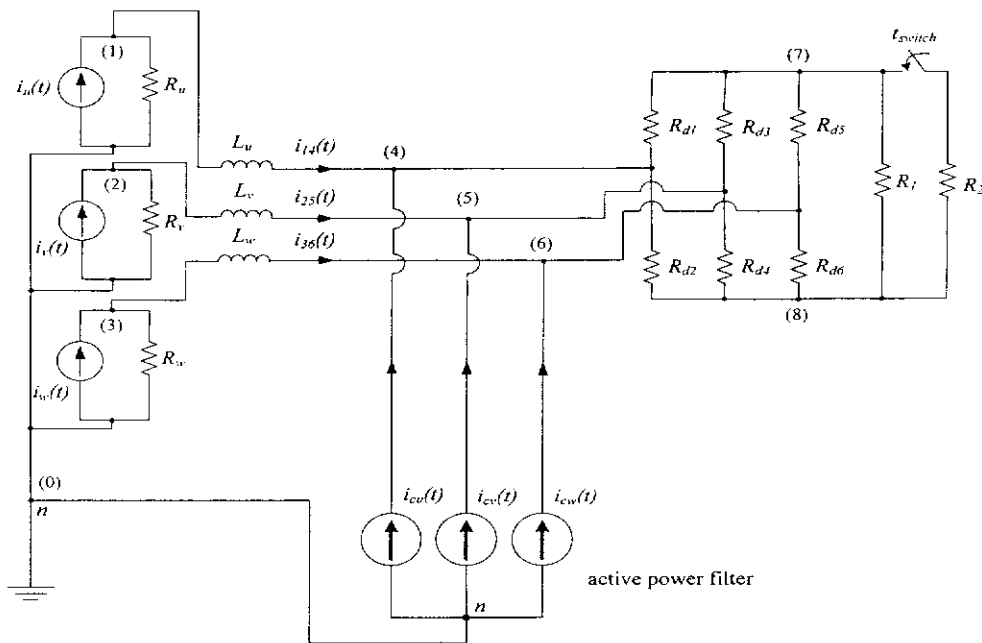 (1)
i_u(t)
R_u
(2)
i_v(t)
R_v
(3)
i_w(t)
R_w
(0)
n
L_u
i_14(t)
(4)
L_v
i_25(t)
(5)
L_w
i_36(t)
(6)
t_switch
(7)
R_d1
R_d3
R_d5
R_1
R_2
R_d2
R_d4
R_d6
(8)
i_cv(t)
i_cv(t)
i_cw(t)
active power filter
n